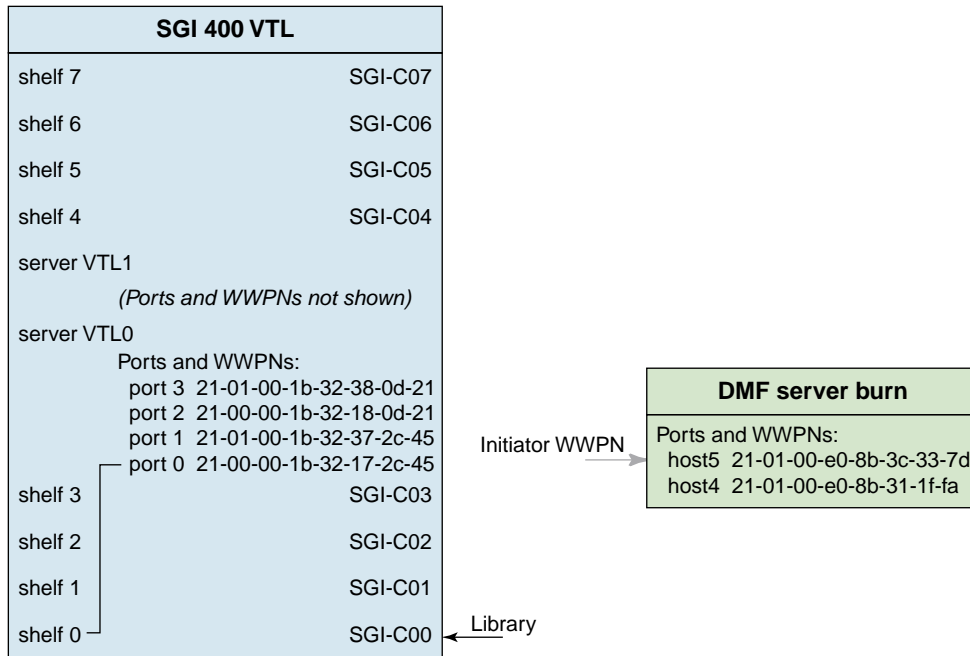 SGI 400 VTL
shelf 7 SGI-C07
shelf 6 SGI-C06
shelf 5 SGI-C05
shelf 4 SGI-C04
server VTL1
(Ports and WWPNs not shown)
server VTL0
Ports and WWPNs:
port 3 21-01-00-1b-32-38-0d-21
port 2 21-00-00-1b-32-18-0d-21
port 1 21-01-00-1b-32-37-2c-45
port 0 21-00-00-1b-32-17-2c-45
shelf 3 SGI-C03
shelf 2 SGI-C02
shelf 1 SGI-C01
shelf 0 SGI-C00
Library
Initiator WWPN
DMF server burn
Ports and WWPNs:
host5 21-01-00-e0-8b-3c-33-7d
host4 21-01-00-e0-8b-31-1f-fa